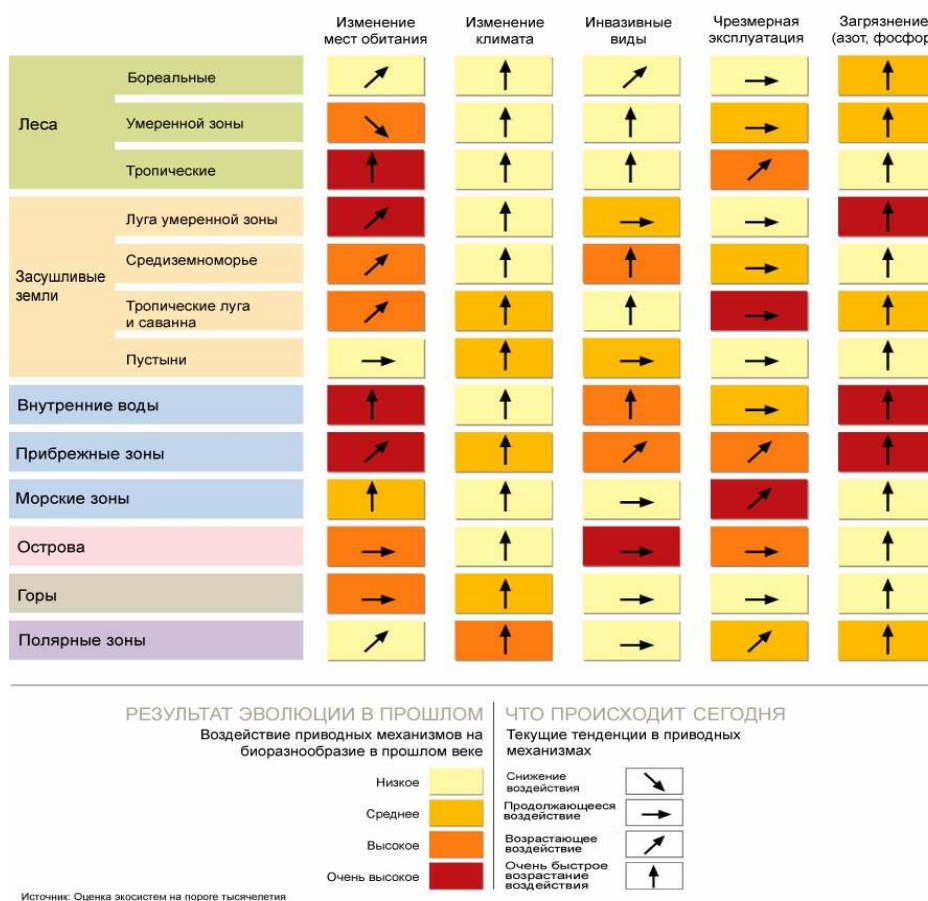 Изменение мест обитания
Изменение климата
Инвазивные виды
Чрезмерная эксплуатация
Загрязнение (азот, фосфор
Леса
Бореальные
Умеренной зоны
Тропические
Засушливые земли
Луга умеренной зоны
Средиземноморье
Тропические луга и саванна
Пустыни
Внутренние воды
Прибрежные зоны
Морские зоны
Острова
Горы
Полярные зоны
РЕЗУЛЬТАТ ЭВОЛЮЦИИ В ПРОШЛОМ
Воздействие приводных механизмов на
биоразнообразие в прошлом веке
Низкое
Среднее
Высокое
Очень высокое
ЧТО ПРОИСХОДИТ СЕГОДНЯ
Текущие тенденции в приводных
механизмах
Снижение
воздействия
Продолжающееся
воздействие
Возрастающее
воздействие
Очень быстрое
возрастание
воздействия
Источник: Оценка экосистем на пороге тысячелетия